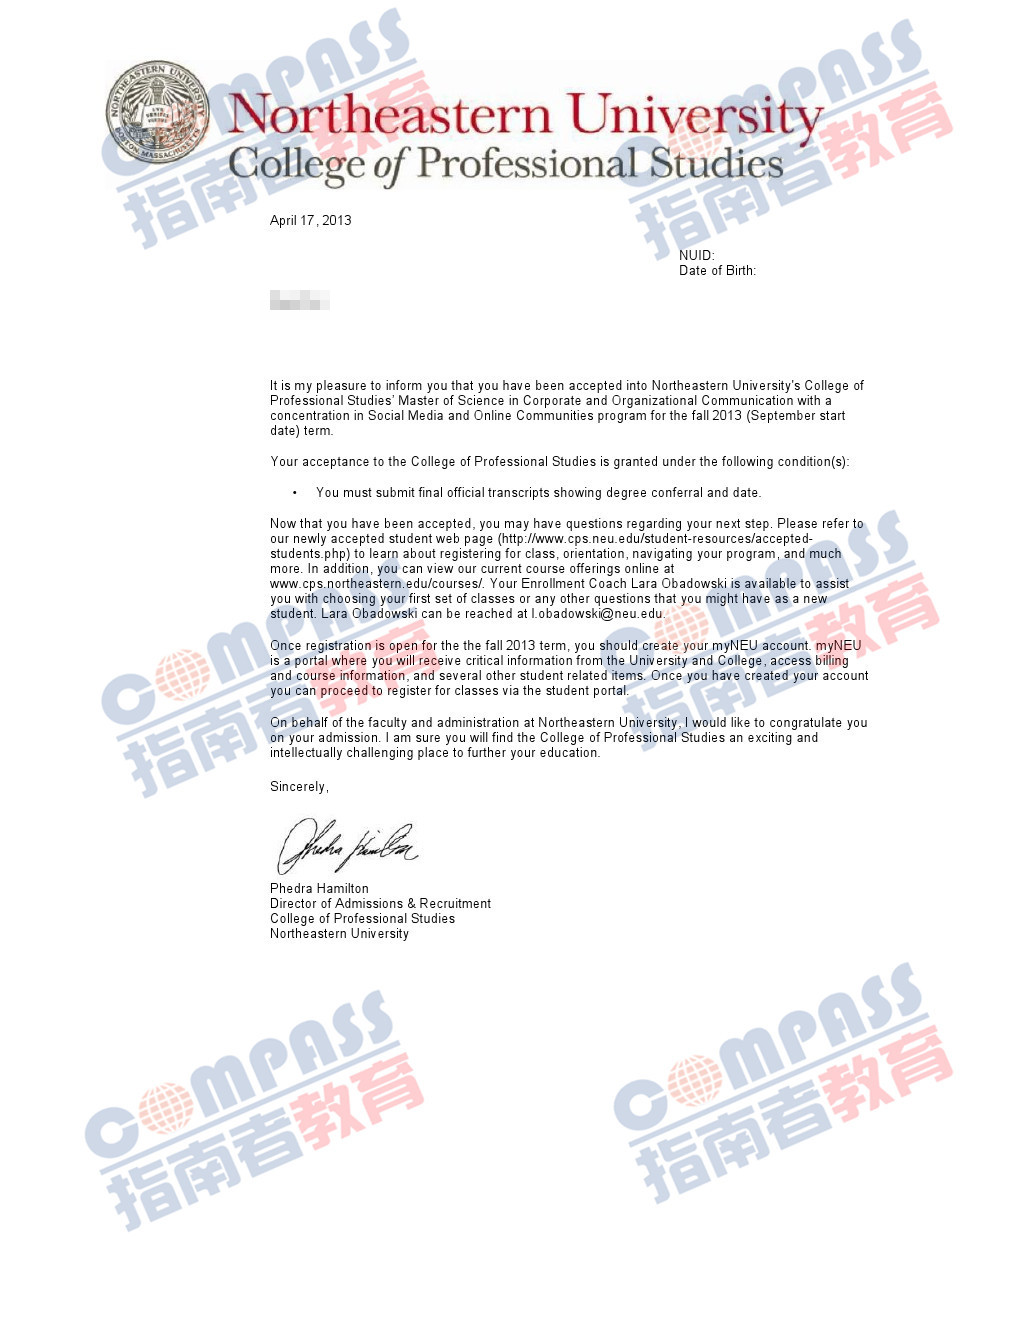 NORTHEASTERN UNIVERSITY
BOSTON, MASSACHUSETTS
LVX VERITAS VIRTVS
Northeastern University
College of Professional Studies
COMPASS
指南者教育
COMPASS
指南者教育
April 17, 2013
NUID:
Date of Birth:
It is my pleasure to inform you that you have been accepted into Northeastern University's College of
Professional Studies’ Master of Science in Corporate and Organizational Communication with a
concentration in Social Media and Online Communities program for the fall 2013 (September start
date) term.
Your acceptance to the College of Professional Studies is granted under the following condition(s):
• You must submit final official transcripts showing degree conferral and date.
Now that you have been accepted, you may have questions regarding your next step. Please refer to
our newly accepted student web page (http://www.cps.neu.edu/student-resources/accepted-
students.php) to learn about registering for class, orientation, navigating your program, and much
more. In addition, you can view our current course offerings online at
www.cps.northeastern.edu/courses/. Your Enrollment Coach Lara Obadowski is available to assist
you with choosing your first set of classes or any other questions that you might have as a new
student. Lara Obadowski can be reached at l.obadowski@neu.edu.
Once registration is open for the the fall 2013 term, you should create your myNEU account. myNEU
is a portal where you will receive critical information from the University and College, access billing
and course information, and several other student related items. Once you have created your account
you can proceed to register for classes via the student portal.
COMPASS
指南者教育
COMPASS
指南者教育
On behalf of the faculty and administration at Northeastern University, I would like to congratulate you
on your admission. I am sure you will find the College of Professional Studies an exciting and
intellectually challenging place to further your education.
Sincerely,
Phedra Hamilton
Phedra Hamilton
Director of Admissions & Recruitment
College of Professional Studies
Northeastern University
COMPASS
指南者教育
COMPASS
指南者教育